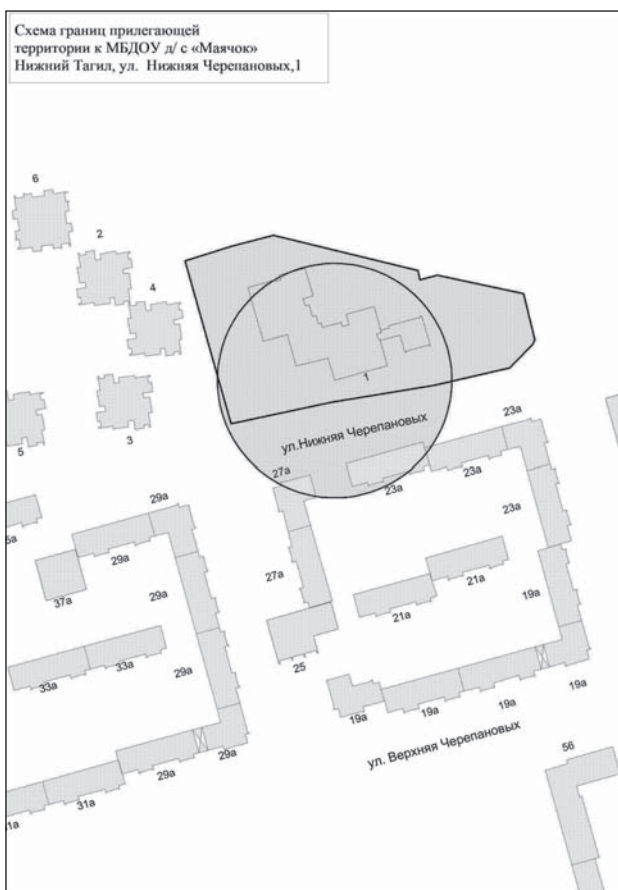 Схема границ прилегающей
территории к МБДОУ д/ с «Маячок»
Нижний Тагил, ул. Нижняя Черепановых,1
6
2
4
1
5
3
ул.Нижняя Черепановых
23а
27а
23а
23а
29а
5а
29а
23а
37а
29а
27а
21а
19а
21а
33а
33а
29а
25
19а
19а
19а
19а
ул. Верхняя Черепановых
56
29а
29а
31а
31а